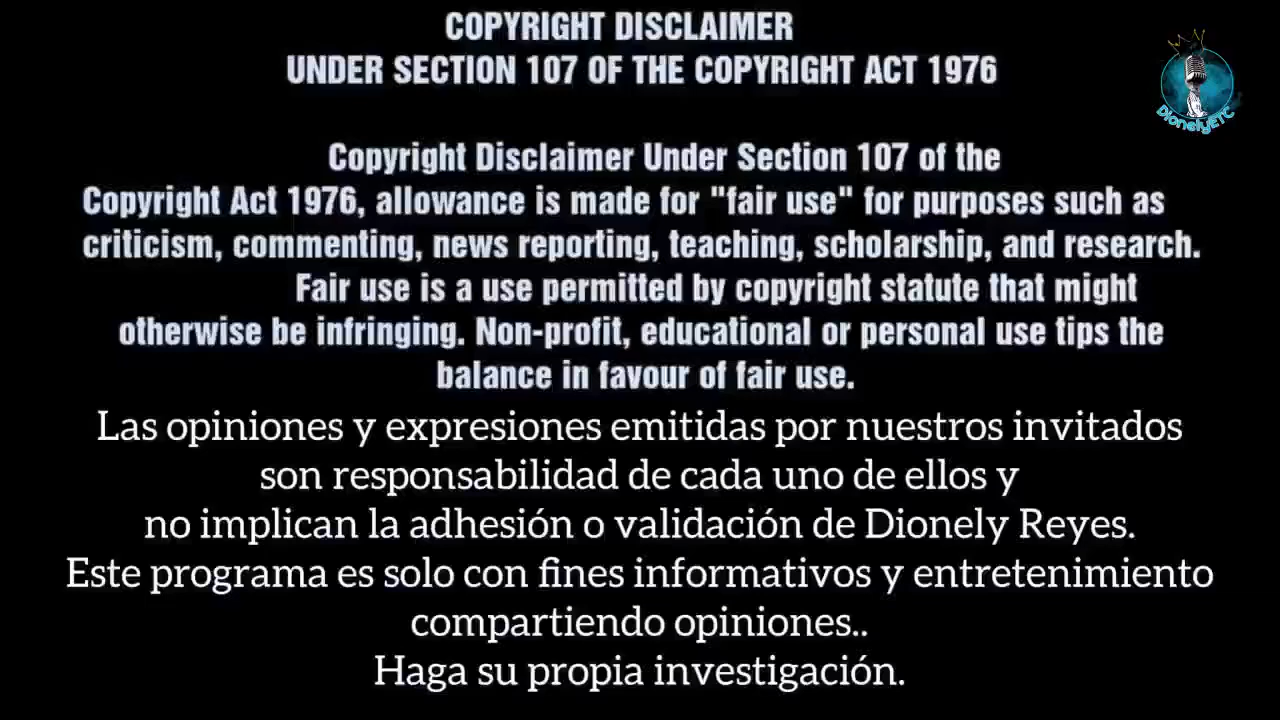 COPYRIGHT DISCLAIMER
UNDER SECTION 107 OF THE COPYRIGHT ACT 1976
DionelyETC
Copyright Disclaimer Under Section 107 of the
Copyright Act 1976, allowance is made for "fair use" for purposes such as
criticism, commenting, news reporting, teaching, scholarship, and research.
Fair use is a use permitted by copyright statute that might
otherwise be infringing. Non-profit, educational or personal use tips the
balance in favour of fair use.
Las opiniones y expresiones emitidas por nuestros invitados
son responsabilidad de cada uno de ellos y
no implican la adhesión o validación de Dionely Reyes.
Este programa es solo con fines informativos y entretenimiento
compartiendo opiniones..
Haga su propia investigación.